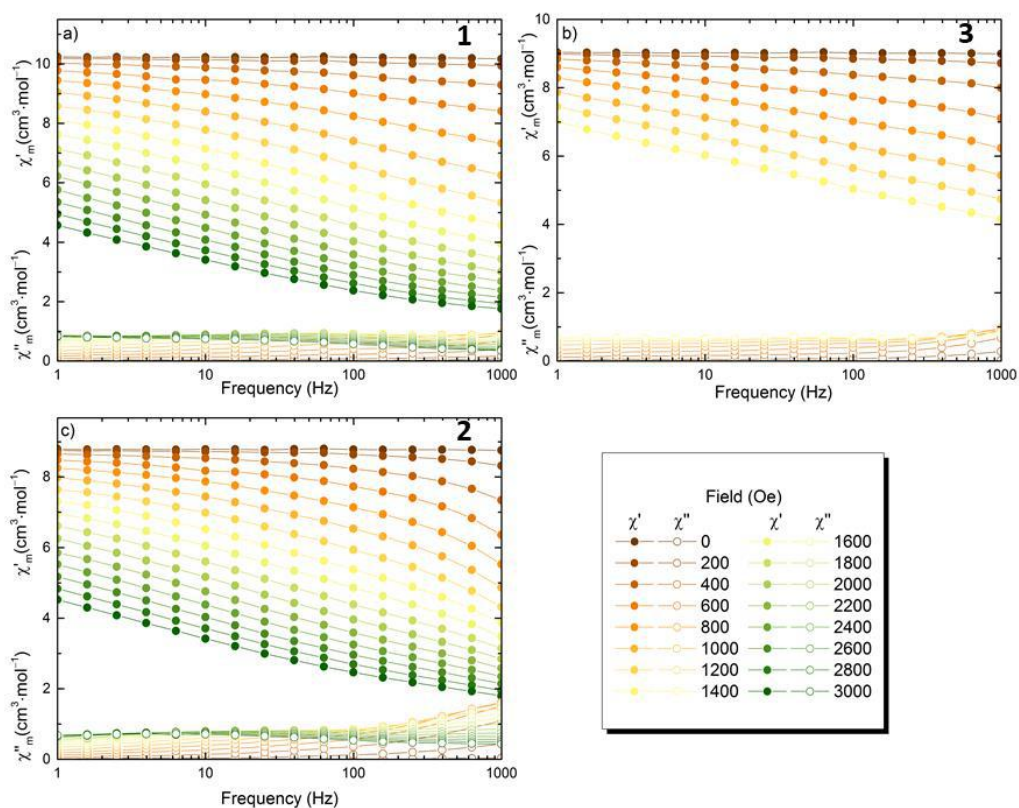 a)
1
10
8
6
4
2
0
χ'm(cm³·mol⁻¹)
χ''m(cm³·mol⁻¹)
1 10 100 1000
Frequency (Hz)
b)
3
10
8
6
4
2
0
χ'm(cm³·mol⁻¹)
χ''m(cm³·mol⁻¹)
1 10 100 1000
Frequency (Hz)
c)
2
8
6
4
2
0
χ'm(cm³·mol⁻¹)
χ''m(cm³·mol⁻¹)
1 10 100 1000
Frequency (Hz)
Field (Oe)
χ' χ'' χ' χ''
0 1600
200 1800
400 2000
600 2200
800 2400
1000 2600
1200 2800
1400 3000